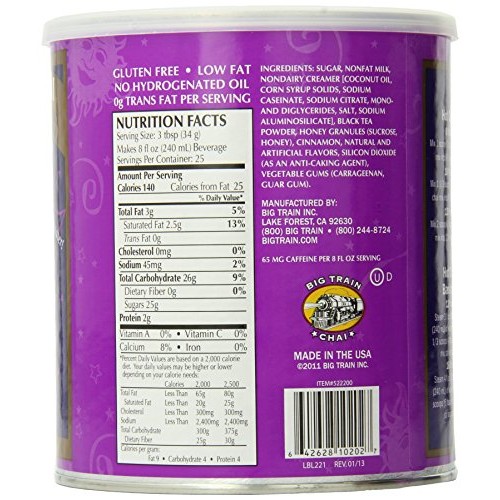 GLUTEN FREE • LOW FAT
NO HYDROGENATED OIL
0g TRANS FAT PER SERVING
NUTRITION FACTS
Serving Size: 3 tbsp (34 g)
Makes 8 fl oz (240 mL) Beverage
Servings Per Container: 25
Amount Per Serving
Calories 140 Calories from Fat 25
% Daily Value*
Total Fat 3g 5%
Saturated Fat 2.5g 13%
Trans Fat 0g
Cholesterol 0mg 0%
Sodium 45mg 2%
Total Carbohydrate 26g 9%
Dietary Fiber 0g 0%
Sugars 25g
Protein 2g
Vitamin A 0% • Vitamin C 0%
Calcium 8% • Iron 0%
*Percent Daily Values are based on a 2,000 calorie
diet. Your daily values may be higher or lower
depending on your calorie needs.
Calories 2,000 2,500
Total Fat Less Than 65g 80g
Saturated Fat Less Than 20g 25g
Cholesterol Less Than 300mg 300mg
Sodium Less Than 2,400mg 2,400mg
Total Carbohydrate 300g 375g
Dietary Fiber 25g 30g
Calories per gram:
Fat 9 • Carbohydrate 4 • Protein 4
INGREDIENTS: SUGAR, NONFAT MILK,
NONDAIRY CREAMER [COCONUT OIL,
CORN SYRUP SOLIDS, SODIUM
CASEINATE, SODIUM CITRATE, MONO-
AND DIGLYCERIDES, SALT, SODIUM
ALUMINOSILICATE], BLACK TEA
POWDER, HONEY GRANULES (SUCROSE,
HONEY), CINNAMON, NATURAL AND
ARTIFICIAL FLAVORS, SILICON DIOXIDE
(AS AN ANTI-CAKING AGENT),
VEGETABLE GUMS (CARRAGEENAN,
GUAR GUM).
MANUFACTURED BY:
BIG TRAIN INC.
LAKE FOREST, CA 92630
(800) BIG TRAIN • (800) 244-8724
BIGTRAIN.COM
65 MG CAFFEINE PER 8 FL OZ SERVING
BIG TRAIN
CHAI
U D
MADE IN THE USA
©2011 BIG TRAIN INC.
ITEM#522200
6 42628 10202 7
LBL221 REV. 01/13